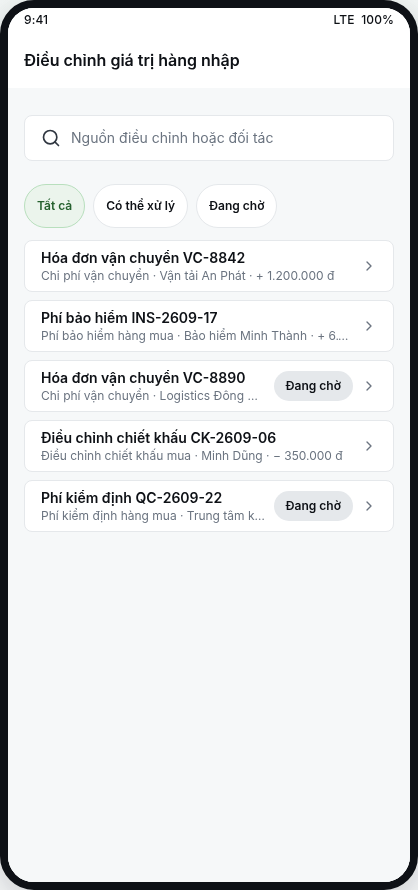 9:41
LTE 100%
Điều chỉnh giá trị hàng nhập
Nguồn điều chỉnh hoặc đối tác
Tất cả
Có thể xử lý
Đang chờ
Hóa đơn vận chuyển VC-8842
Chi phí vận chuyển · Vận tải An Phát · + 1.200.000 đ
Phí bảo hiểm INS-2609-17
Phí bảo hiểm hàng mua · Bảo hiểm Minh Thành · + 6....
Hóa đơn vận chuyển VC-8890
Chi phí vận chuyển · Logistics Đông ...
Đang chờ
Điều chỉnh chiết khấu CK-2609-06
Điều chỉnh chiết khấu mua · Minh Dũng · − 350.000 đ
Phí kiểm định QC-2609-22
Phí kiểm định hàng mua · Trung tâm k...
Đang chờ